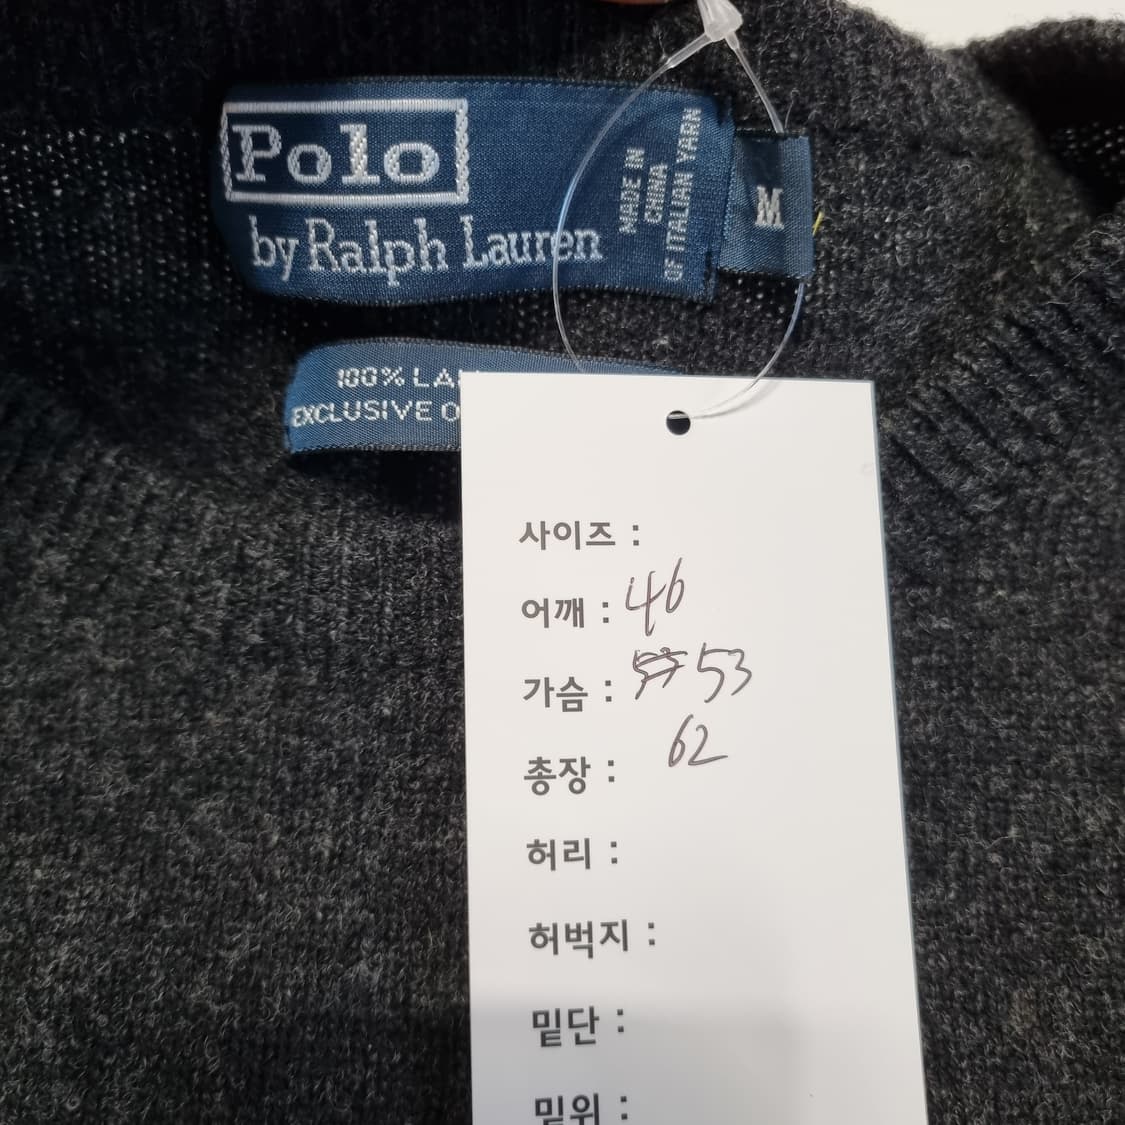 Polo
by Ralph Lauren
MADE IN
CHINA
OF ITALIAN YARN
M
100% LA
EXCLUSIVE O
사이즈 :
어깨 : 46
가슴 : 53
총장 : 62
허리 :
허벅지 :
밑단 :
밑위 :